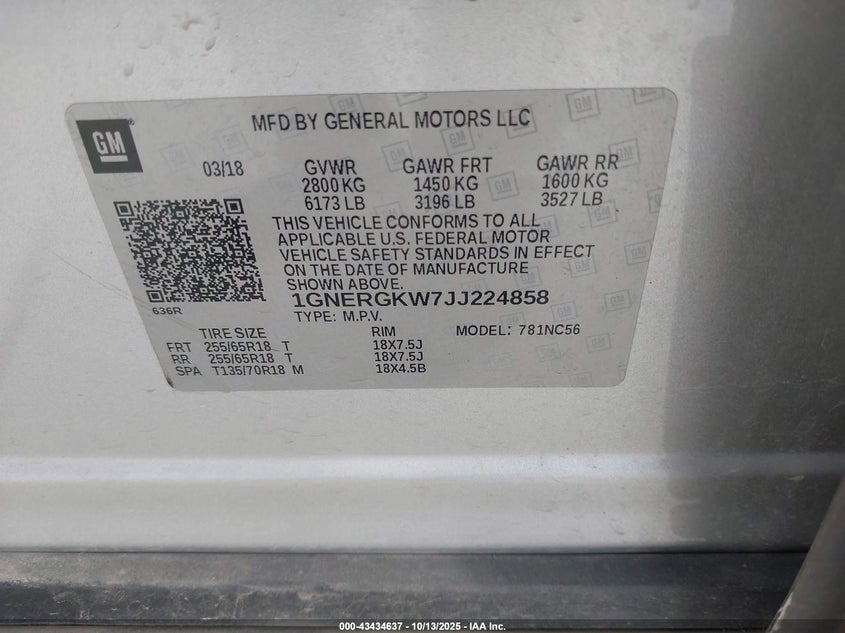 GM
MFD BY GENERAL MOTORS LLC
03/18 GVWR GAWR FRT GAWR RR
2800 KG 1450 KG 1600 KG
6173 LB 3196 LB 3527 LB
THIS VEHICLE CONFORMS TO ALL
APPLICABLE U.S. FEDERAL MOTOR
VEHICLE SAFETY STANDARDS IN EFFECT
ON THE DATE OF MANUFACTURE
SHOWN ABOVE.
636R
1GNERGKW7JJ224858
TYPE: M.P.V.
TIRE SIZE RIM MODEL: 781NC56
FRT 255/65R18 T 18X7.5J
RR 255/65R18 T 18X7.5J
SPA T135/70R18 M 18X4.5B
000-43434637 - 10/13/2025 - IAA Inc.